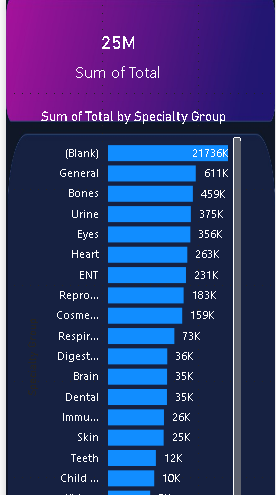 25M
Sum of Total
Sum of Total by Specialty Group
(Blank) 21736K
General 611K
Bones 459K
Urine 375K
Eyes 356K
Heart 263K
ENT 231K
Repro... 183K
Cosme... 159K
Respir... 73K
Digest... 36K
Brain 35K
Dental 35K
Immu... 26K
Skin 25K
Teeth 12K
Child ... 10K